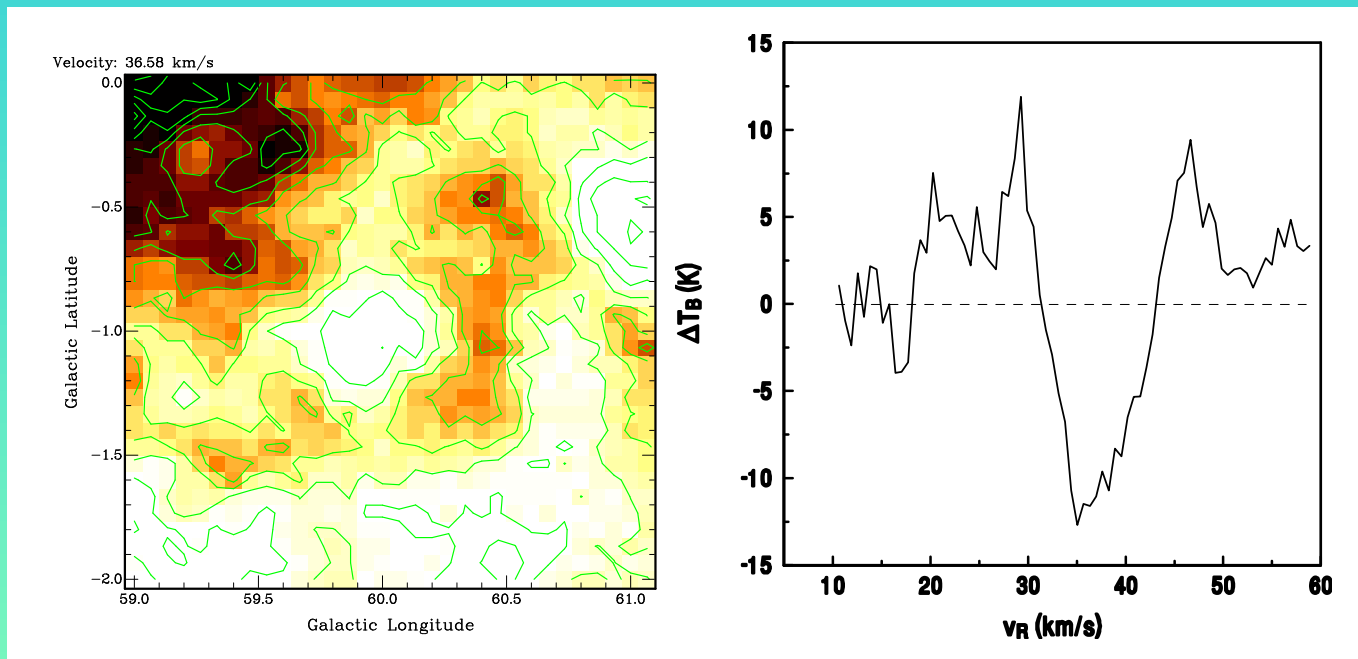 Velocity: 36.58 km/s
0.0
−0.5
−1.0
−1.5
−2.0
Galactic Latitude
59.0 59.5 60.0 60.5 61.0
Galactic Longitude
15
10
5
0
-5
-10
-15
ΔTB (K)
10 20 30 40 50 60
vR (km/s)